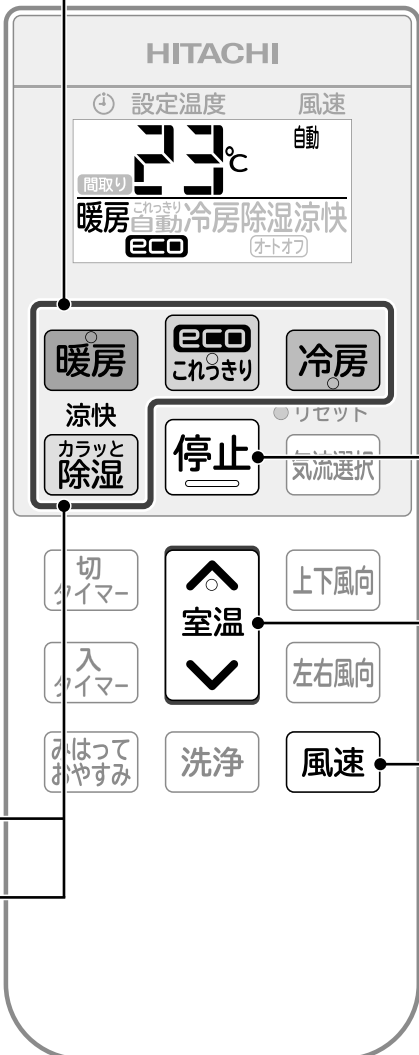 HITACHI
設定温度 風速
23℃ 自動
間取り
暖房 これっきり 自動 冷房 除湿 涼快
eco オートオフ
暖房
eco
これっきり
冷房
涼快
カラッと
除湿
停止
リセット
気流選択
切
タイマー
室温
上下風向
入
タイマー
左右風向
みはって
おやすみ
洗浄
風速